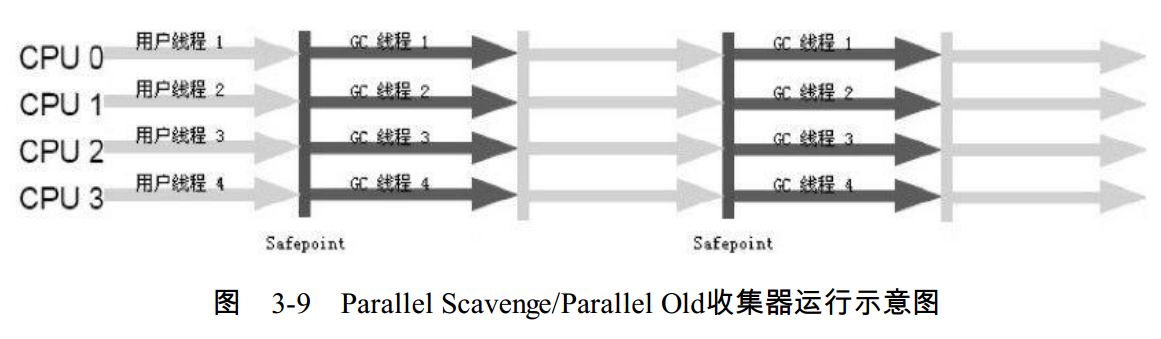 CPU 0 用户线程 1 GC 线程 1 GC 线程 1
CPU 1 用户线程 2 GC 线程 2 GC 线程 2
CPU 2 用户线程 3 GC 线程 3 GC 线程 3
CPU 3 用户线程 4 GC 线程 4 GC 线程 4
Safepoint Safepoint
图 3-9 Parallel Scavenge/Parallel Old收集器运行示意图